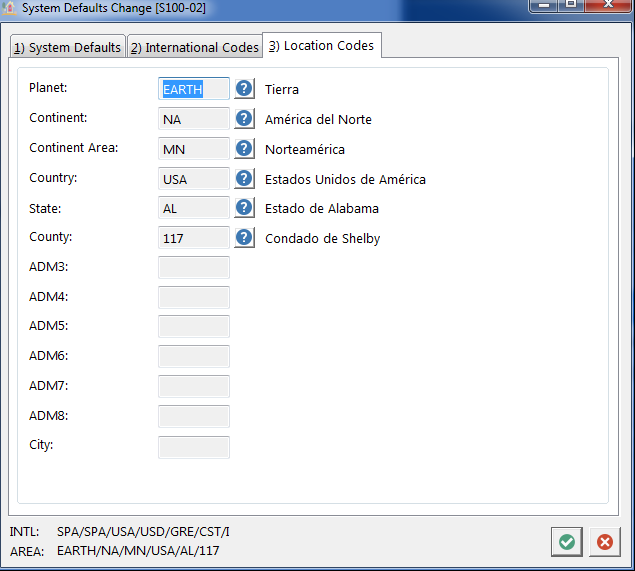 System Defaults Change [S100-02]
1) System Defaults 2) International Codes 3) Location Codes
Planet: EARTH ? Tierra
Continent: NA ? América del Norte
Continent Area: MN ? Norteamérica
Country: USA ? Estados Unidos de América
State: AL ? Estado de Alabama
County: 117 ? Condado de Shelby
ADM3:
ADM4:
ADM5:
ADM6:
ADM7:
ADM8:
City:
INTL: SPA/SPA/USA/USD/GRE/CST/I
AREA: EARTH/NA/MN/USA/AL/117